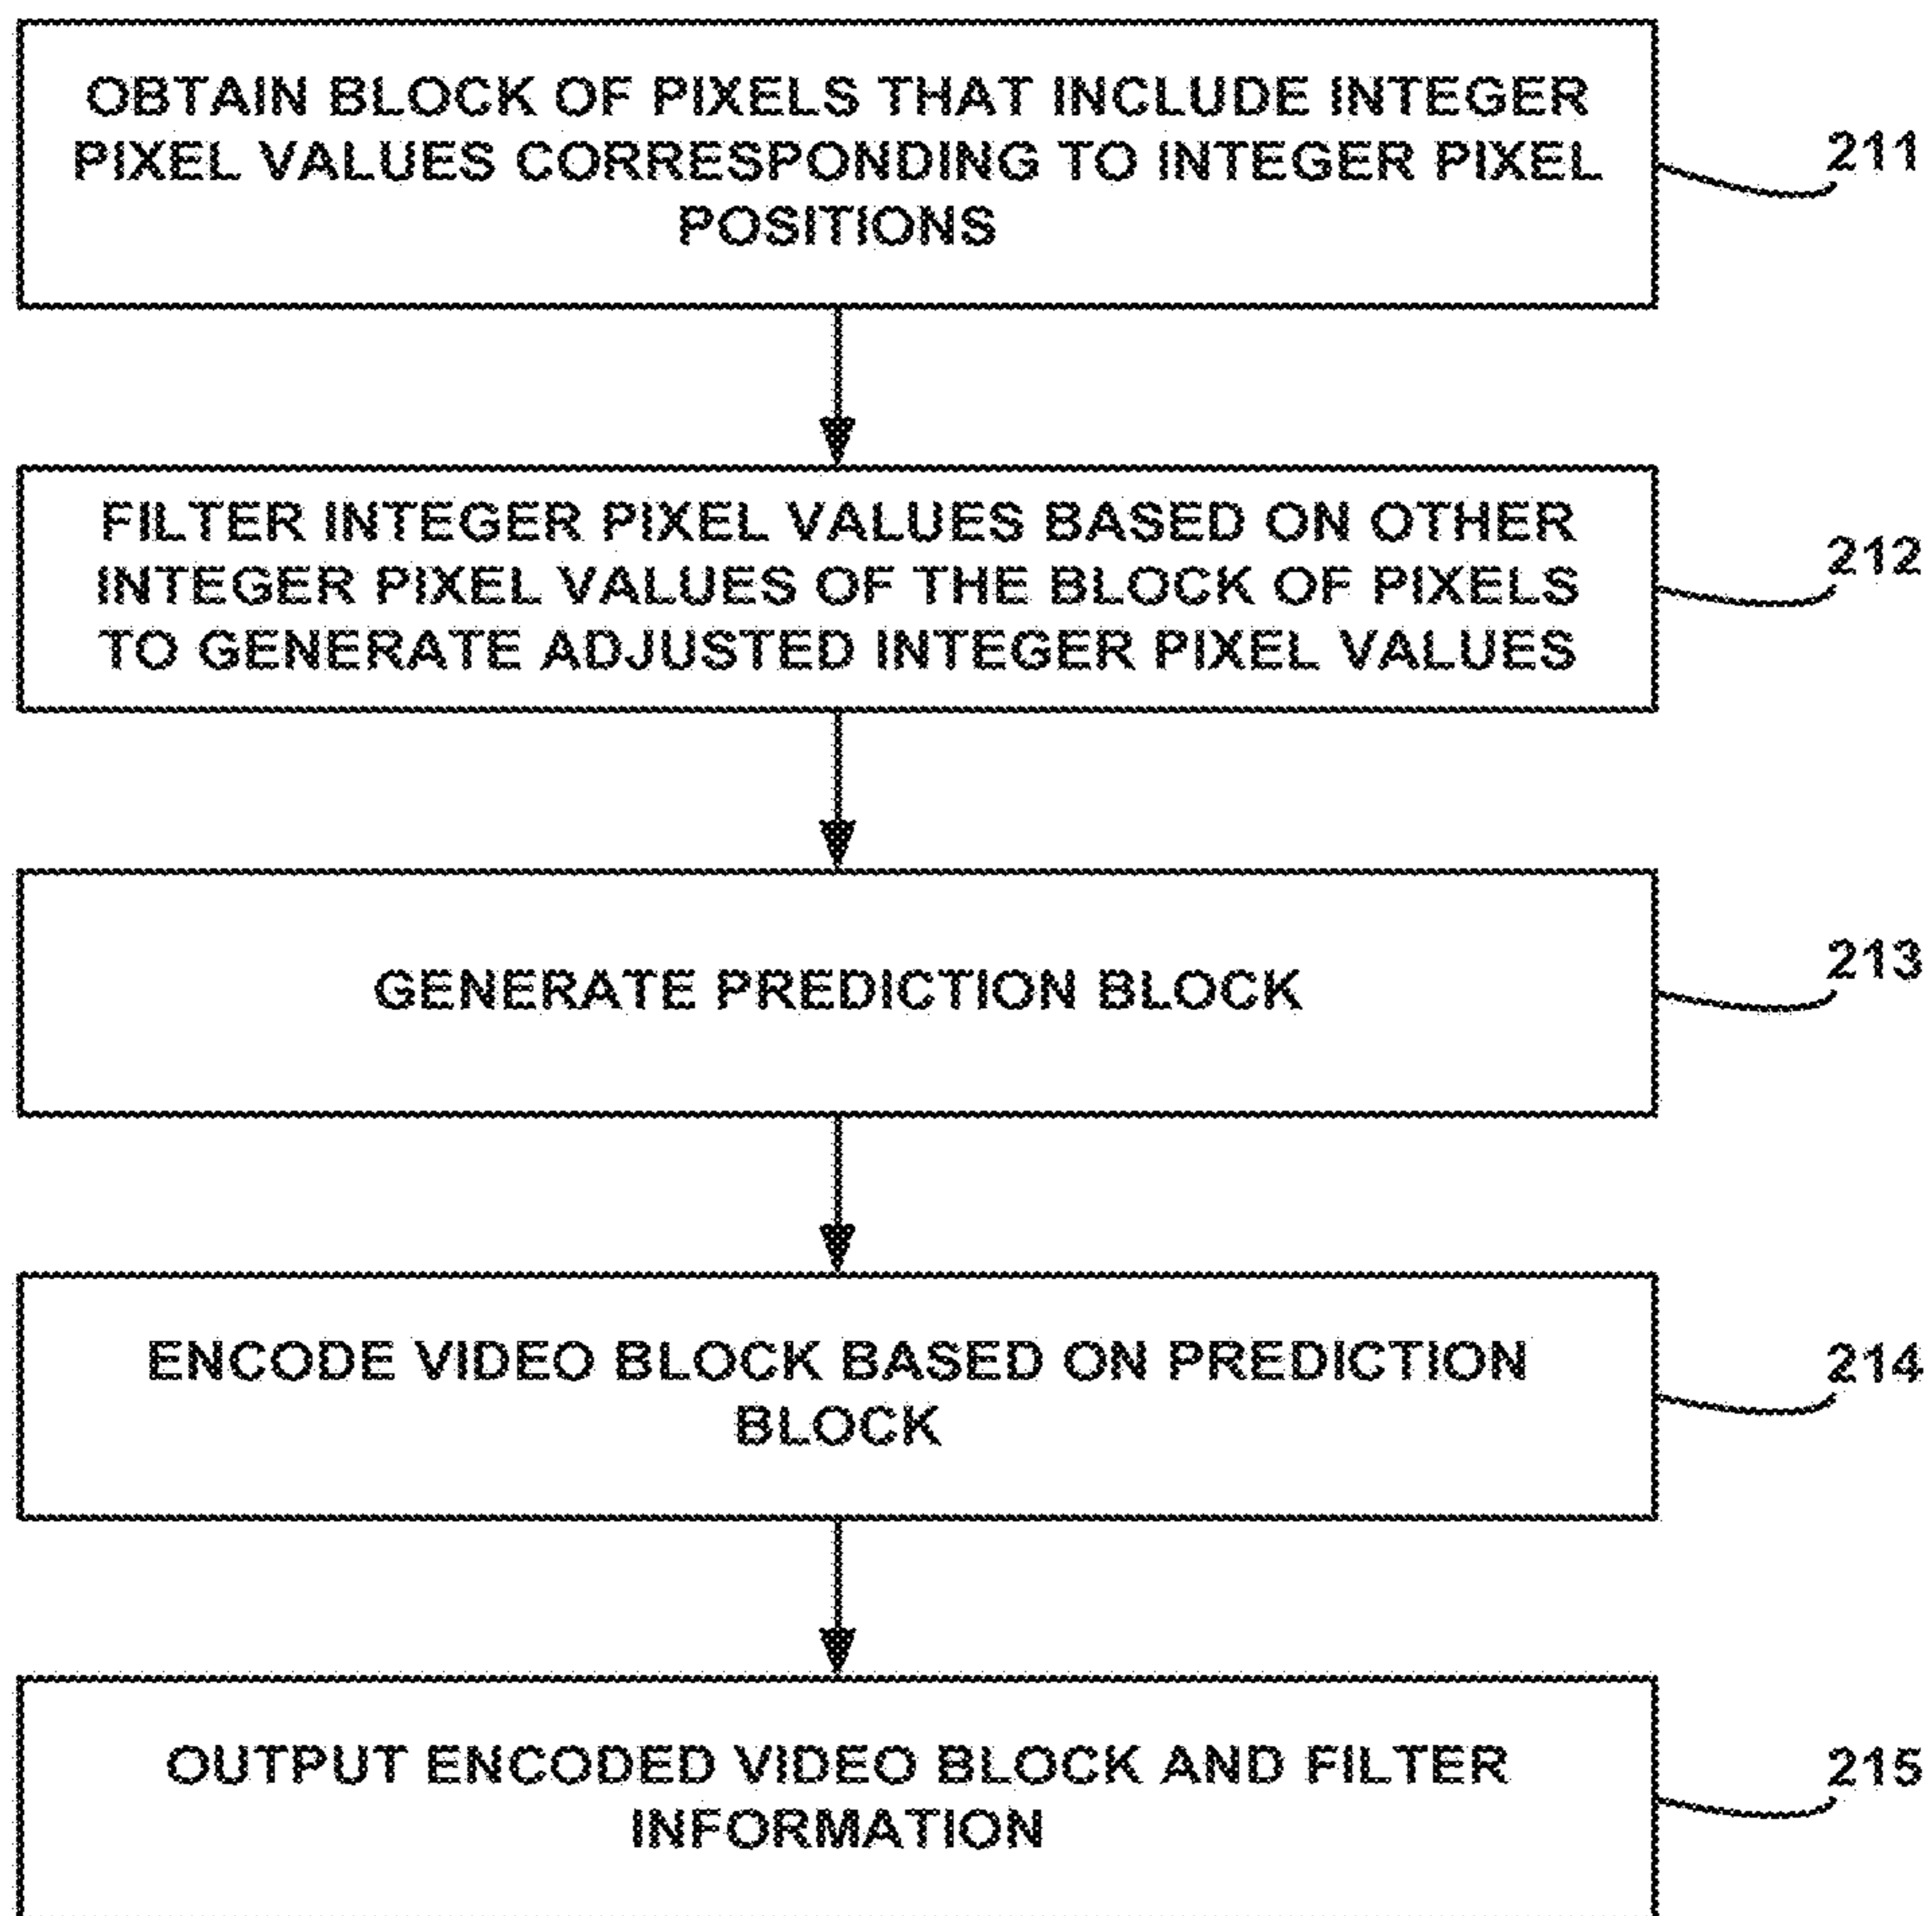 OBTAIN BLOCK OF PIXELS THAT INCLUDE INTEGER
PIXEL VALUES CORRESPONDING TO INTEGER PIXEL
POSITIONS
211
FILTER INTEGER PIXEL VALUES BASED ON OTHER
INTEGER PIXEL VALUES OF THE BLOCK OF PIXELS
TO GENERATE ADJUSTED INTEGER PIXEL VALUES
212
GENERATE PREDICTION BLOCK
213
ENCODE VIDEO BLOCK BASED ON PREDICTION
BLOCK
214
OUTPUT ENCODED VIDEO BLOCK AND FILTER
INFORMATION
215